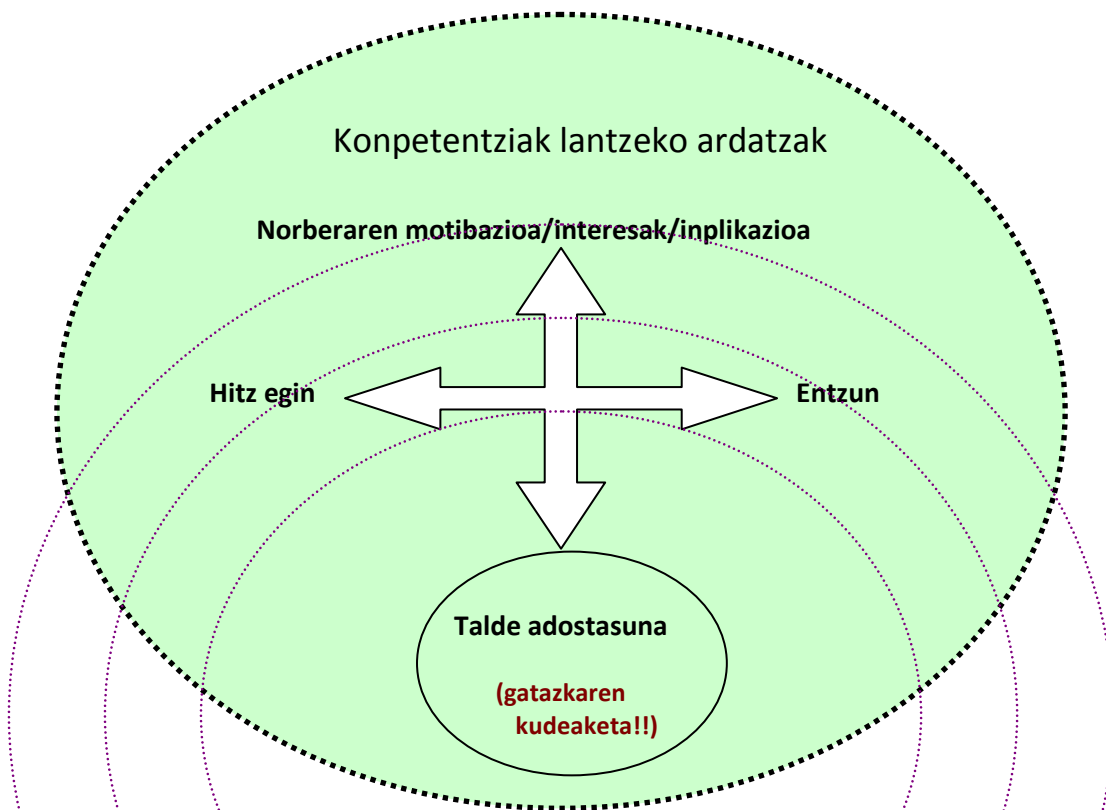 Konpetentziak lantzeko ardatzak
Norberaren motibazioa/interesak/inplikazioa
Hitz egin
Entzun
Talde adostasuna
(gatazkaren
kudeaketa!!)